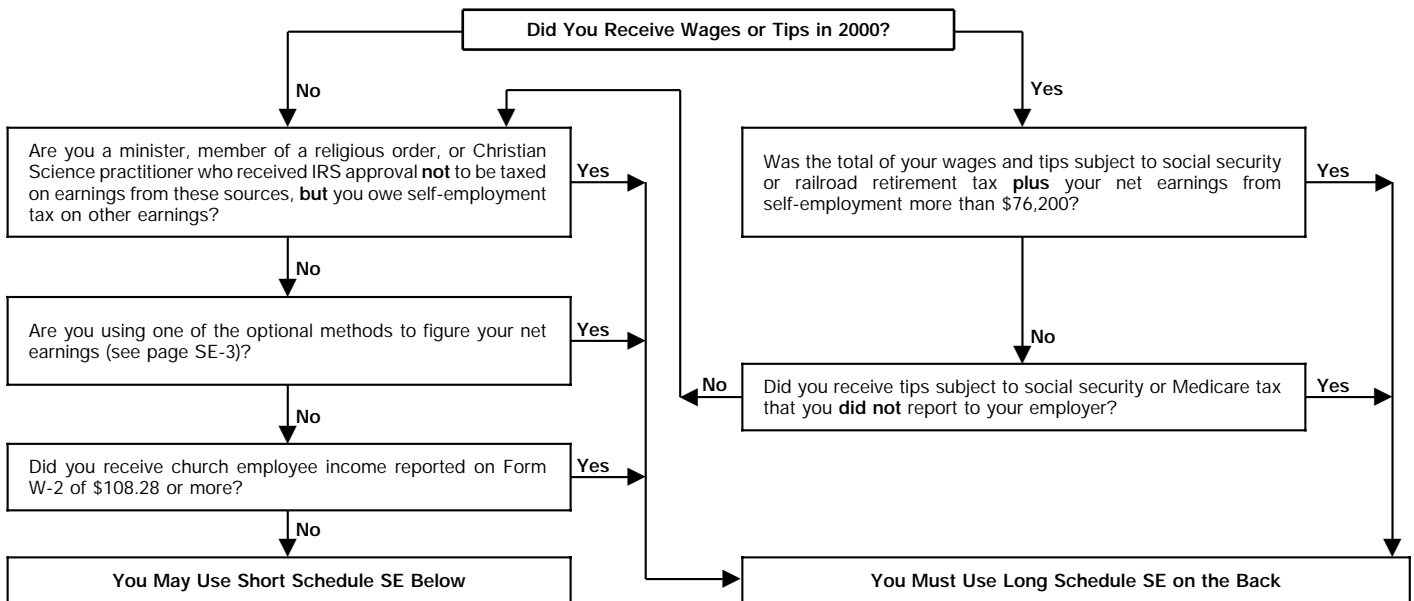 Did You Receive Wages or Tips in 2000?
No
Yes
Are you a minister, member of a religious order, or Christian
Science practitioner who received IRS approval not to be taxed
on earnings from these sources, but you owe self-employment
tax on other earnings?
Yes
Was the total of your wages and tips subject to social security
or railroad retirement tax plus your net earnings from
self-employment more than $76,200?
Yes
No
Are you using one of the optional methods to figure your net
earnings (see page SE-3)?
Yes
No
No
Did you receive tips subject to social security or Medicare tax
that you did not report to your employer?
Yes
No
Did you receive church employee income reported on Form
W-2 of $108.28 or more?
Yes
No
You May Use Short Schedule SE Below
You Must Use Long Schedule SE on the Back